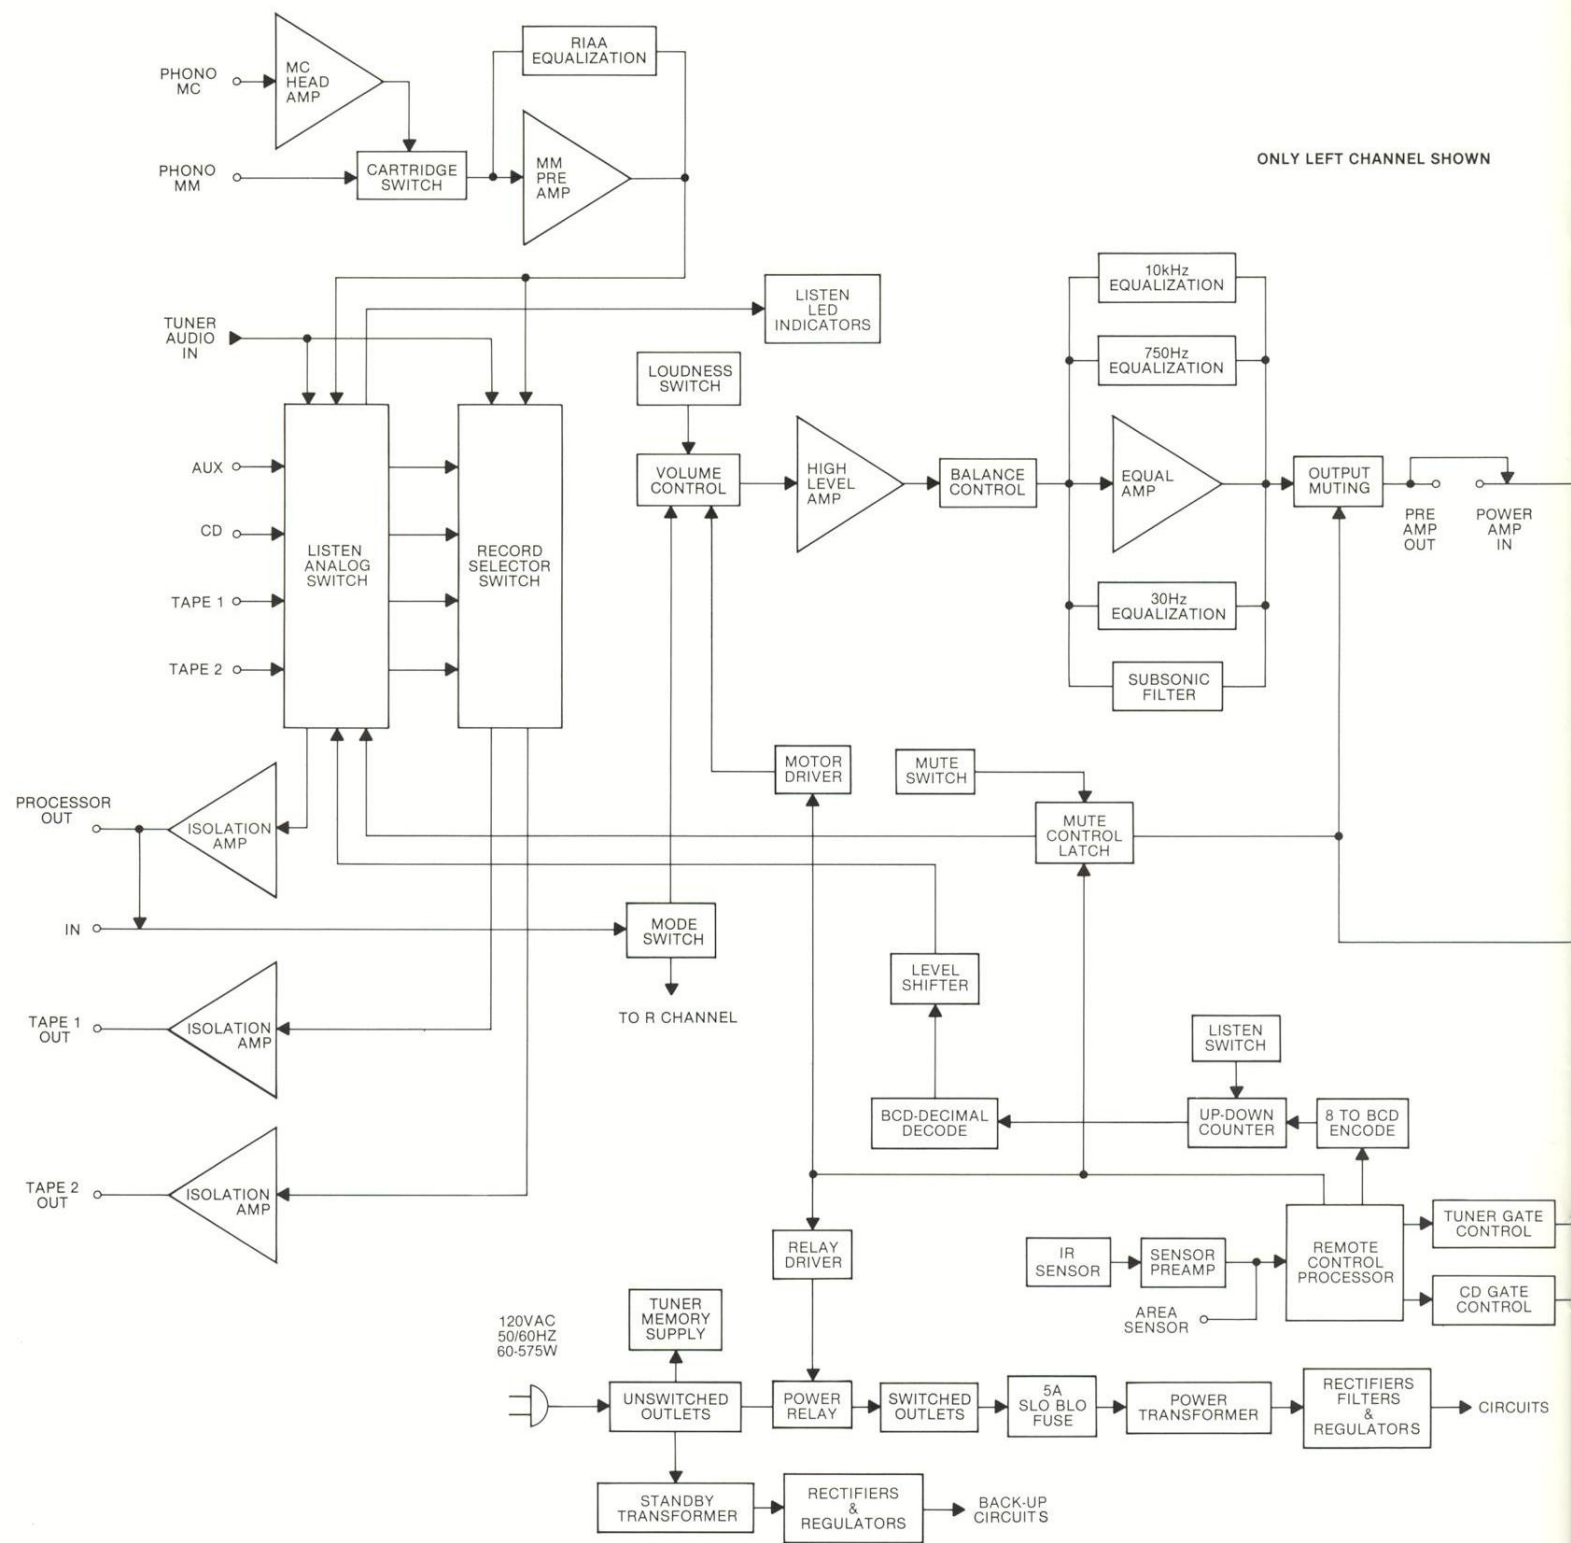 PHONO
MC
MC
HEAD
AMP
RIAA
EQUALIZATION
PHONO
MM
CARTRIDGE
SWITCH
MM
PRE
AMP
ONLY LEFT CHANNEL SHOWN
TUNER
AUDIO
IN
LISTEN
LED
INDICATORS
10kHz
EQUALIZATION
LOUDNESS
SWITCH
750Hz
EQUALIZATION
AUX
CD
TAPE 1
TAPE 2
LISTEN
ANALOG
SWITCH
RECORD
SELECTOR
SWITCH
VOLUME
CONTROL
HIGH
LEVEL
AMP
BALANCE
CONTROL
EQUAL
AMP
OUTPUT
MUTING
PRE
AMP
OUT
POWER
AMP
IN
30Hz
EQUALIZATION
SUBSONIC
FILTER
MOTOR
DRIVER
MUTE
SWITCH
PROCESSOR
OUT
ISOLATION
AMP
MUTE
CONTROL
LATCH
IN
MODE
SWITCH
LEVEL
SHIFTER
TO R CHANNEL
TAPE 1
OUT
ISOLATION
AMP
LISTEN
SWITCH
BCD-DECIMAL
DECODE
UP-DOWN
COUNTER
8 TO BCD
ENCODE
TAPE 2
OUT
ISOLATION
AMP
RELAY
DRIVER
IR
SENSOR
SENSOR
PREAMP
REMOTE
CONTROL
PROCESSOR
TUNER GATE
CONTROL
AREA
SENSOR
CD GATE
CONTROL
120VAC
50/60HZ
60-575W
TUNER
MEMORY
SUPPLY
UNSWITCHED
OUTLETS
POWER
RELAY
SWITCHED
OUTLETS
5A
SLO BLO
FUSE
POWER
TRANSFORMER
RECTIFIERS
FILTERS
&
REGULATORS
CIRCUITS
STANDBY
TRANSFORMER
RECTIFIERS
&
REGULATORS
BACK-UP
CIRCUITS